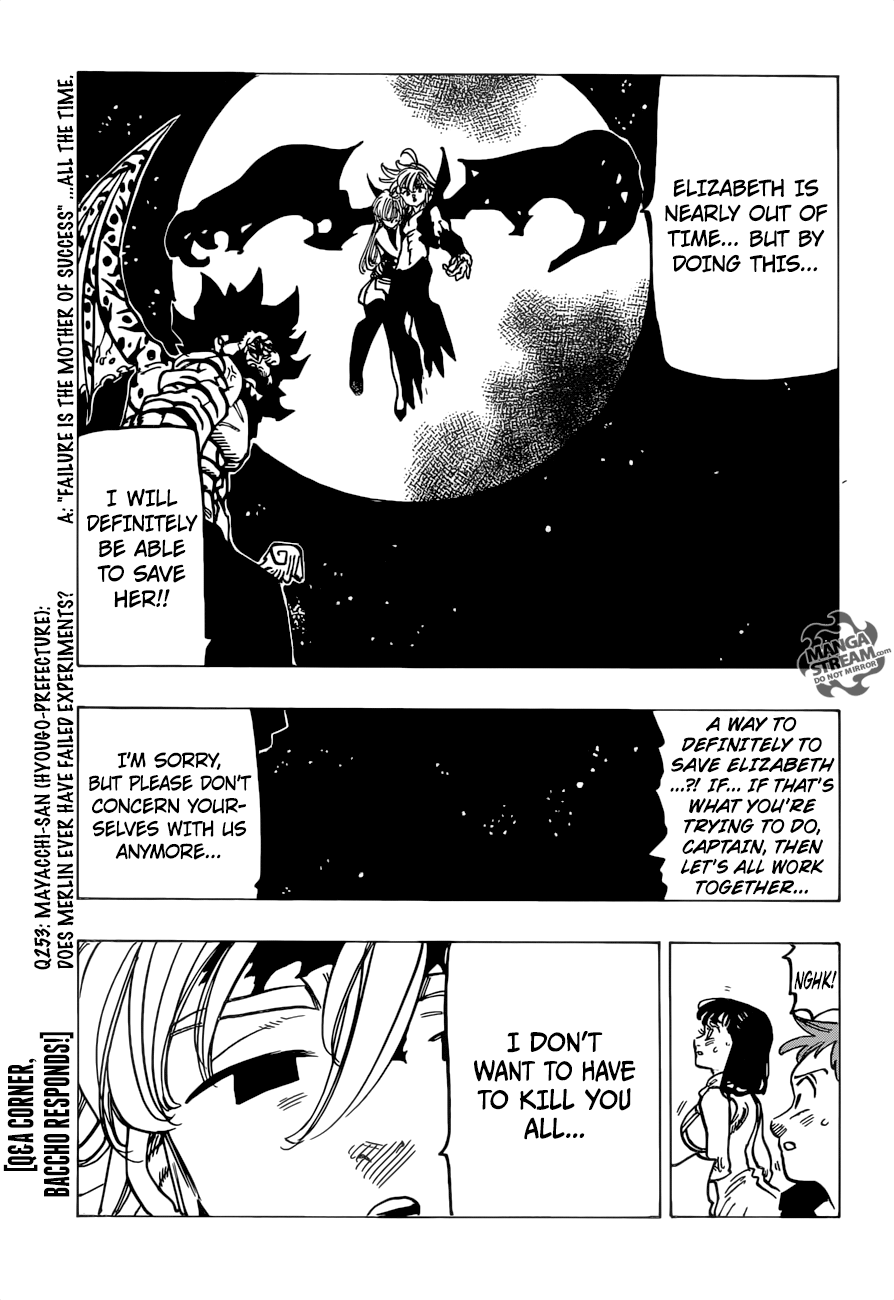 ELIZABETH IS
NEARLY OUT OF
TIME... BUT BY
DOING THIS...
I WILL
DEFINITELY
BE ABLE
TO SAVE
HER!!
A WAY TO
DEFINITELY TO
SAVE ELIZABETH
...?! IF... IF THAT'S
WHAT YOU'RE
TRYING TO DO,
CAPTAIN, THEN
LET'S ALL WORK
TOGETHER...
I'M SORRY,
BUT PLEASE DON'T
CONCERN YOUR-
SELVES WITH US
ANYMORE...
NGHK!
I DON'T
WANT TO HAVE
TO KILL YOU
ALL...
[Q&A CORNER,
BACCHO RESPONDS!]
Q253: MAYACCHI-SAN (HYOUGO-PREFECTURE):
DOES MERLIN EVER HAVE FAILED EXPERIMENTS?
A: "FAILURE IS THE MOTHER OF SUCCESS" ...ALL THE TIME.
MANGA
STREAM.com
DO NOT MIRROR